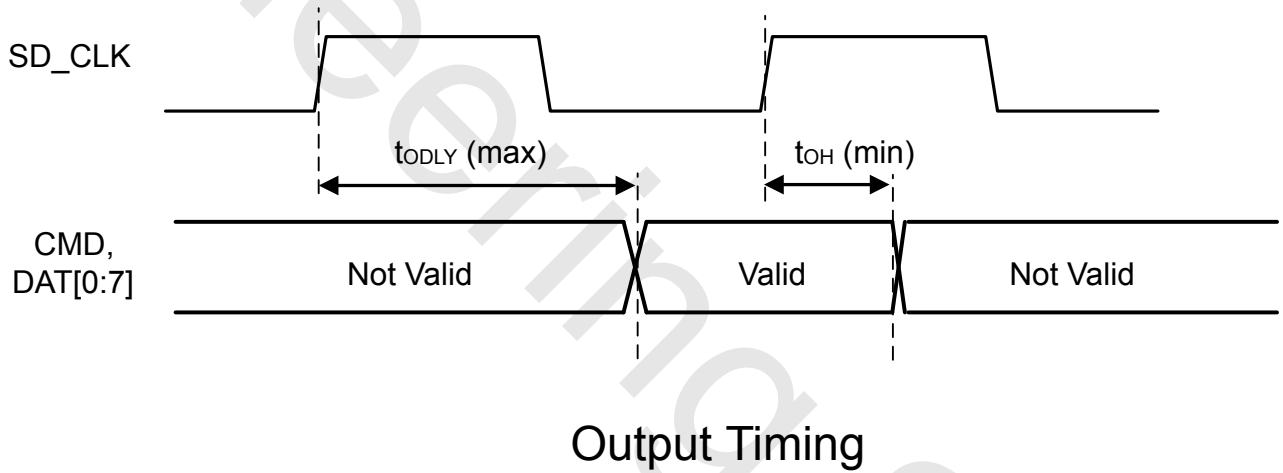 SD_CLK
tODLY (max)
tOH (min)
CMD,
DAT[0:7]
Not Valid
Valid
Not Valid
Output Timing